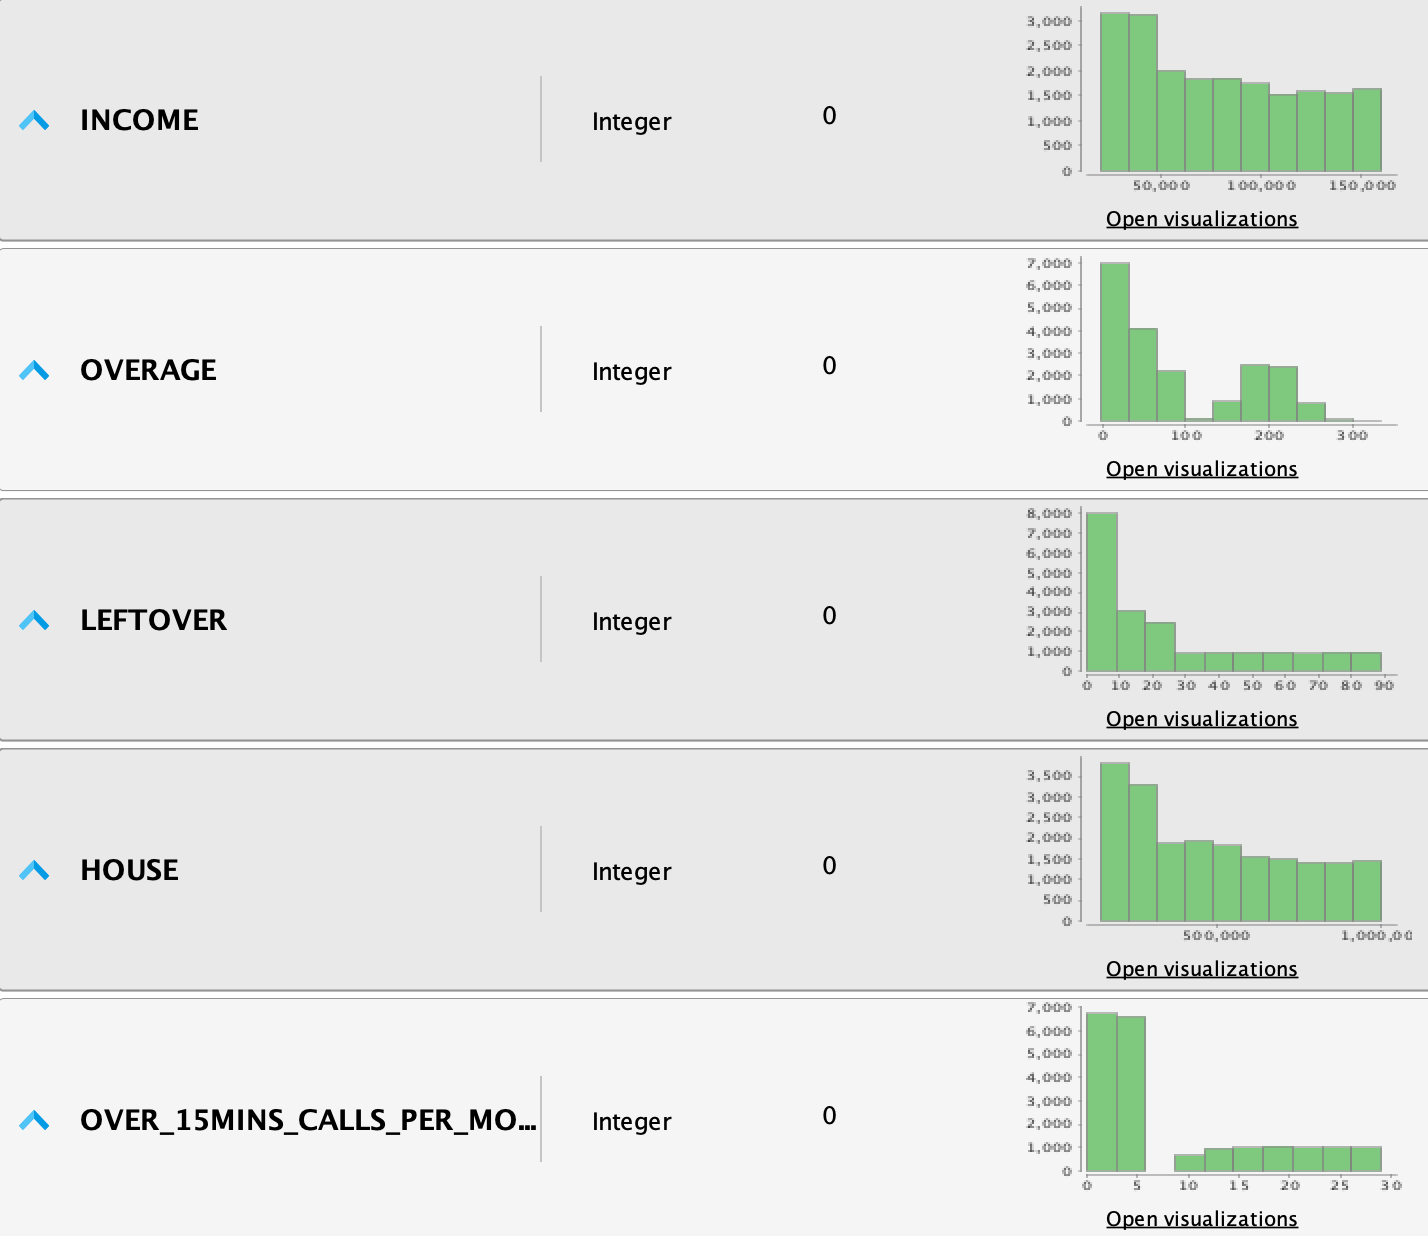 3,000
2,500
2,000
1,500
1,000
500
0
50,000 100,000 150,000
INCOME Integer 0
Open visualizations
7,000
6,000
5,000
4,000
3,000
2,000
1,000
0
0 100 200 300
OVERAGE Integer 0
Open visualizations
8,000
7,000
6,000
5,000
4,000
3,000
2,000
1,000
0
0 10 20 30 40 50 60 70 80 90
LEFTOVER Integer 0
Open visualizations
3,500
3,000
2,500
2,000
1,500
1,000
500
0
500,000 1,000,00
HOUSE Integer 0
Open visualizations
7,000
6,000
5,000
4,000
3,000
2,000
1,000
0
0 5 10 15 20 25 30
OVER_15MINS_CALLS_PER_MO... Integer 0
Open visualizations